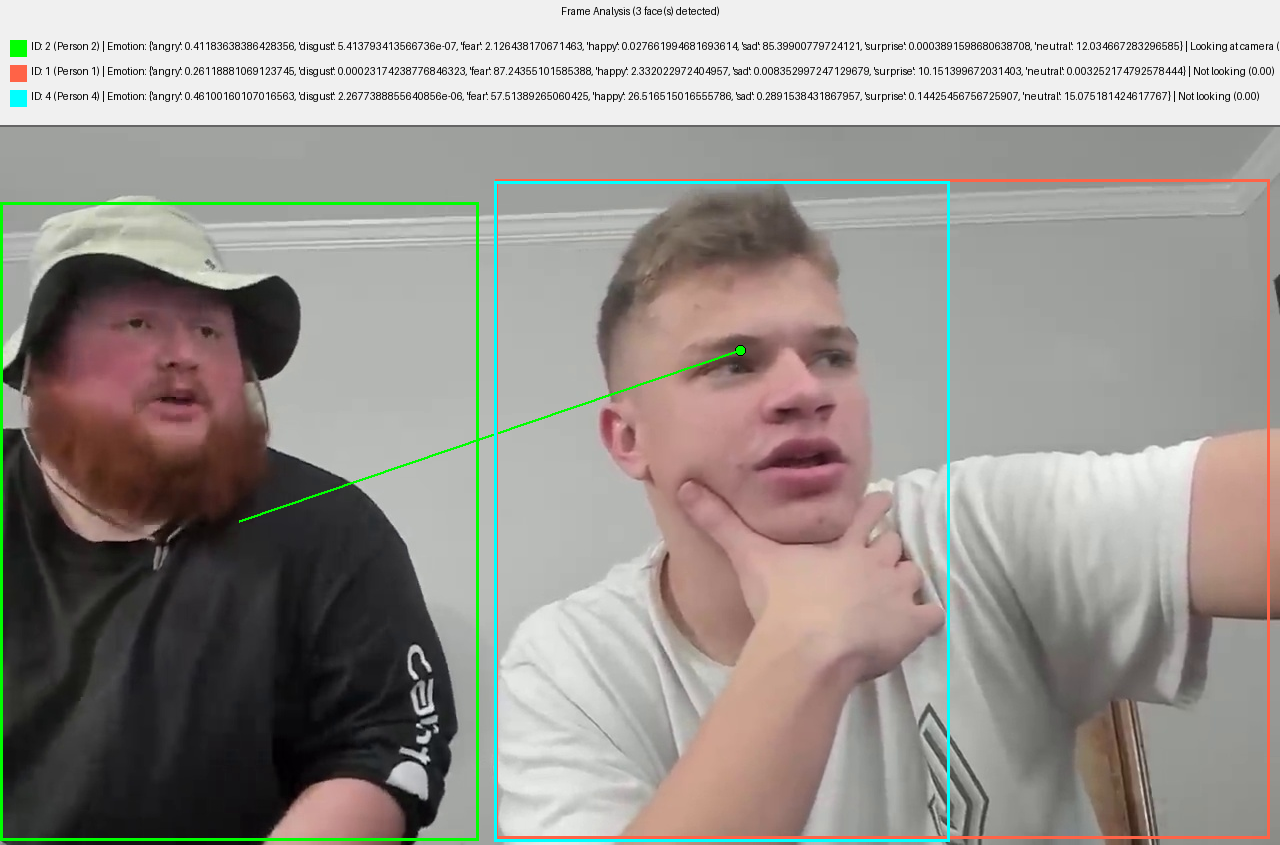 Frame Analysis (3 face(s) detected)
ID: 2 (Person 2) | Emotion: {'angry': 0.41183638386428356, 'disgust': 5.413793413566736e-07, 'fear': 2.126438170671463, 'happy': 0.027661994681693614, 'sad': 85.39900779724121, 'surprise': 0.0003891598680638708, 'neutral': 12.034667283296585} | Looking at camera (
ID: 1 (Person 1) | Emotion: {'angry': 0.26118881069123745, 'disgust': 0.00023174238776846323, 'fear': 87.24355101585388, 'happy': 2.332022972404957, 'sad': 0.008352997247129679, 'surprise': 10.151399672031403, 'neutral': 0.003252174792578444} | Not looking (0.00)
ID: 4 (Person 4) | Emotion: {'angry': 0.46100160107016563, 'disgust': 2.2677388855640856e-06, 'fear': 57.51389265060425, 'happy': 26.516515016555786, 'sad': 0.2891538431867957, 'surprise': 0.14425456756725907, 'neutral': 15.075181424617767} | Not looking (0.00)